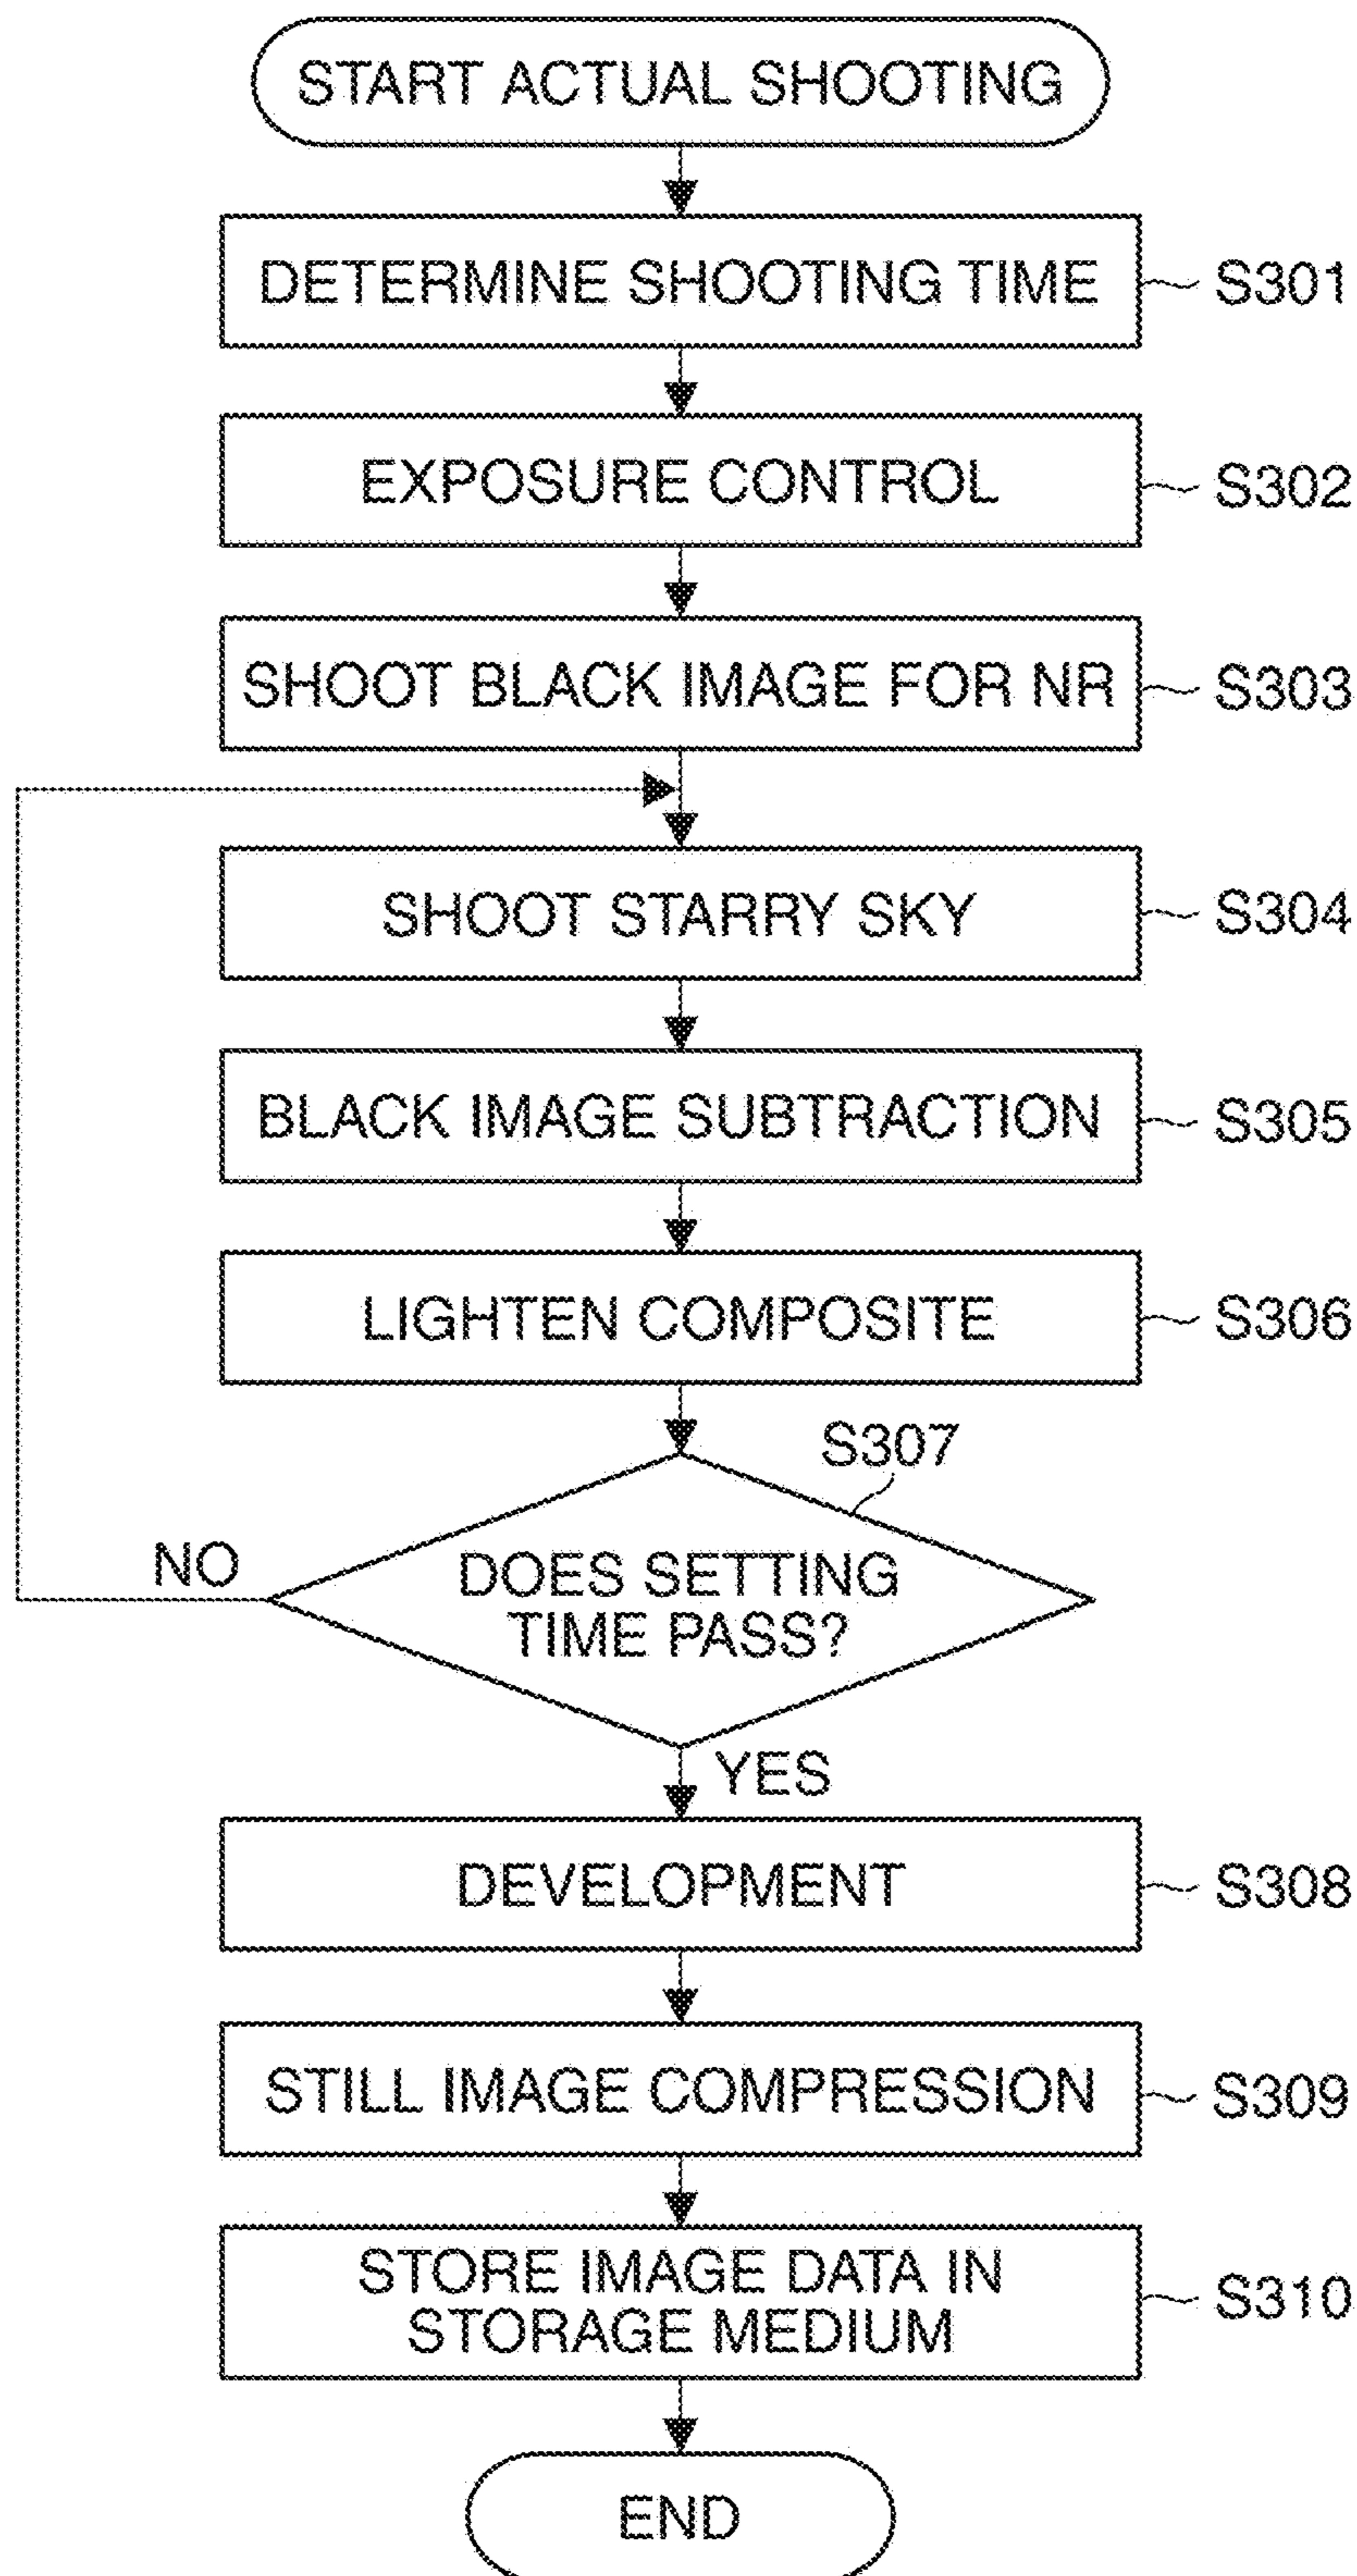 START ACTUAL SHOOTING
DETERMINE SHOOTING TIME
S301
EXPOSURE CONTROL
S302
SHOOT BLACK IMAGE FOR NR
S303
SHOOT STARRY SKY
S304
BLACK IMAGE SUBTRACTION
S305
LIGHTEN COMPOSITE
S306
S307
NO
DOES SETTING
TIME PASS?
YES
DEVELOPMENT
S308
STILL IMAGE COMPRESSION
S309
STORE IMAGE DATA IN
STORAGE MEDIUM
S310
END